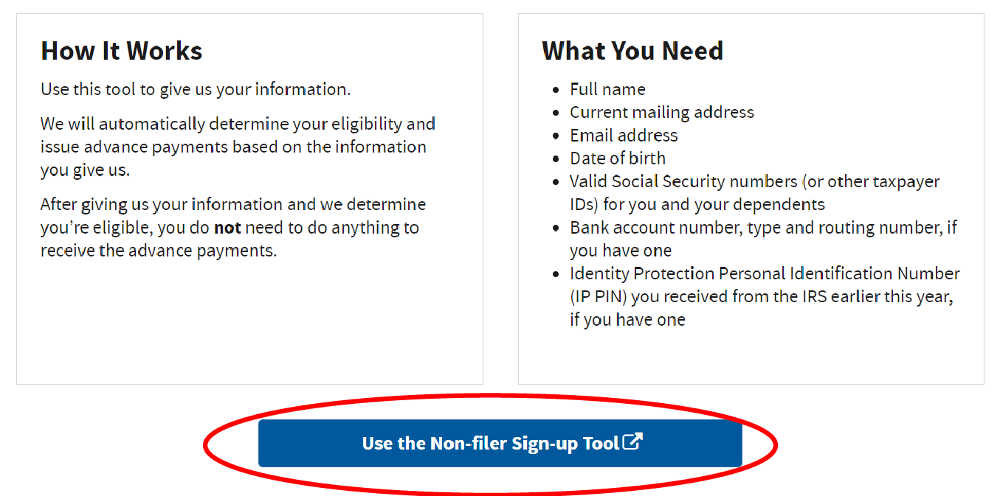 How It Works
Use this tool to give us your information.
We will automatically determine your eligibility and
issue advance payments based on the information
you give us.
After giving us your information and we determine
you’re eligible, you do not need to do anything to
receive the advance payments.
What You Need
• Full name
• Current mailing address
• Email address
• Date of birth
• Valid Social Security numbers (or other taxpayer
IDs) for you and your dependents
• Bank account number, type and routing number, if
you have one
• Identity Protection Personal Identification Number
(IP PIN) you received from the IRS earlier this year,
if you have one
Use the Non-filer Sign-up Tool